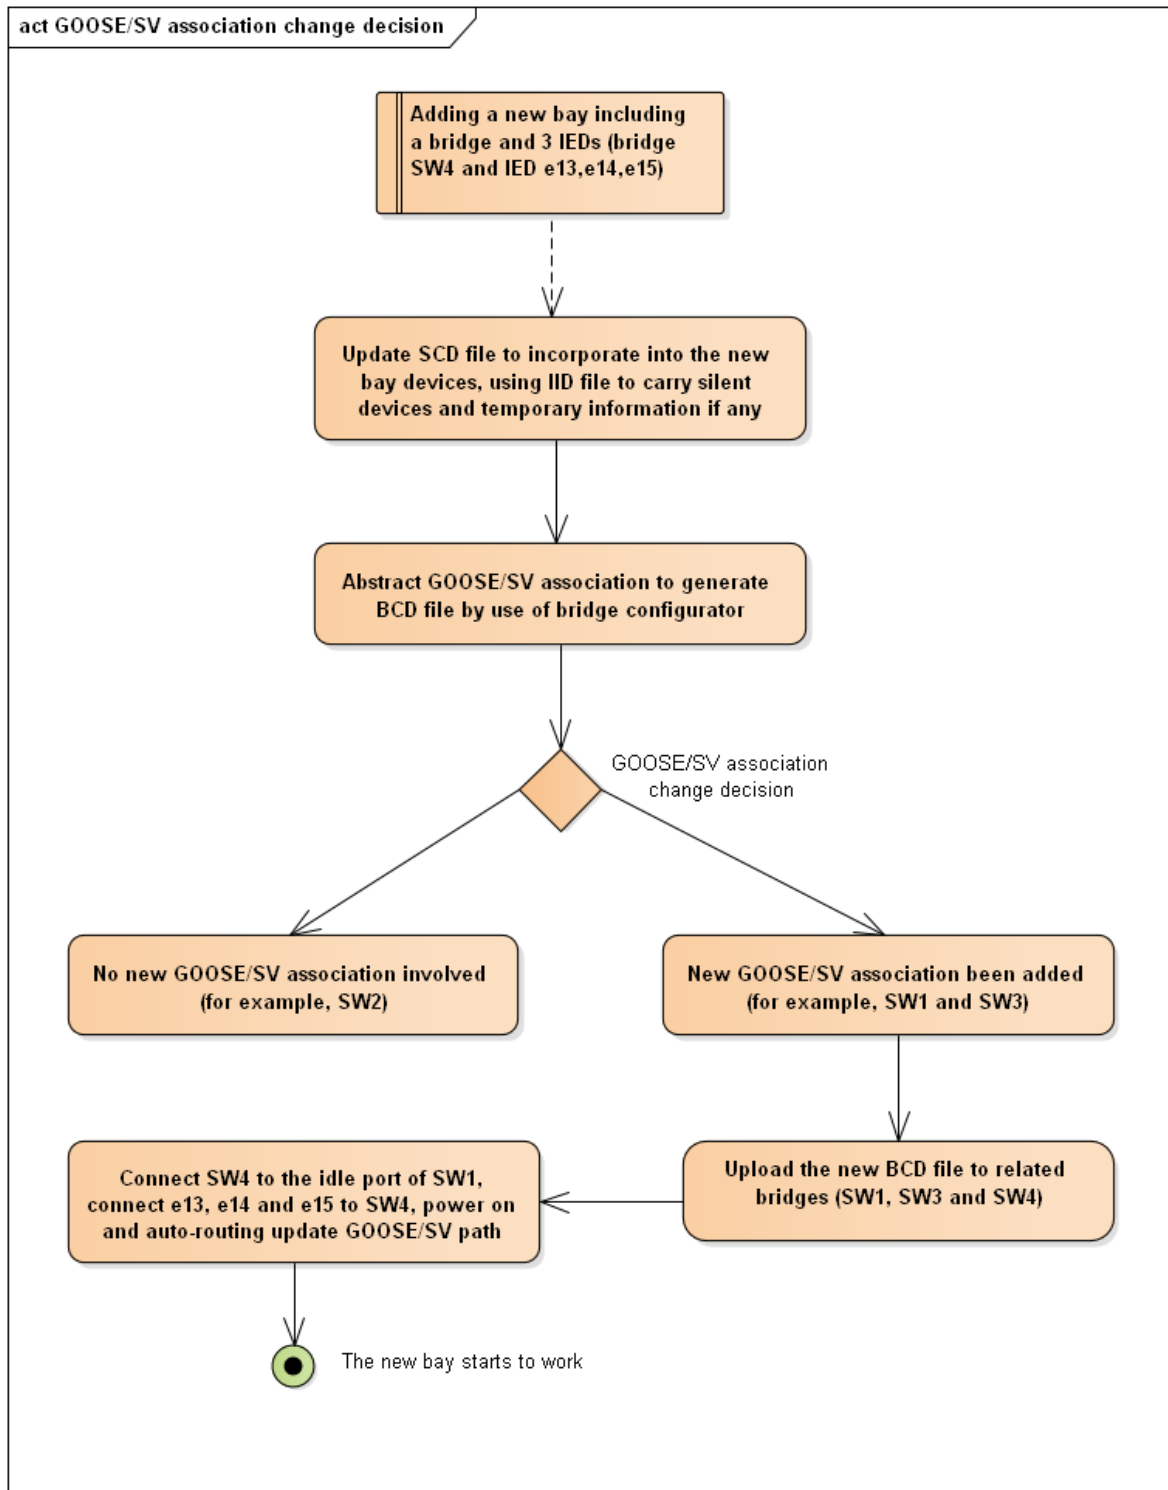 act GOOSE/SV association change decision
Adding a new bay including
a bridge and 3 IEDs (bridge
SW4 and IED e13,e14,e15)
Update SCD file to incorporate into the new
bay devices, using IID file to carry silent
devices and temporary information if any
Abstract GOOSE/SV association to generate
BCD file by use of bridge configurator
GOOSE/SV association
change decision
No new GOOSE/SV association involved
(for example, SW2)
New GOOSE/SV association been added
(for example, SW1 and SW3)
Connect SW4 to the idle port of SW1,
connect e13, e14 and e15 to SW4, power on
and auto-routing update GOOSE/SV path
Upload the new BCD file to related
bridges (SW1, SW3 and SW4)
The new bay starts to work